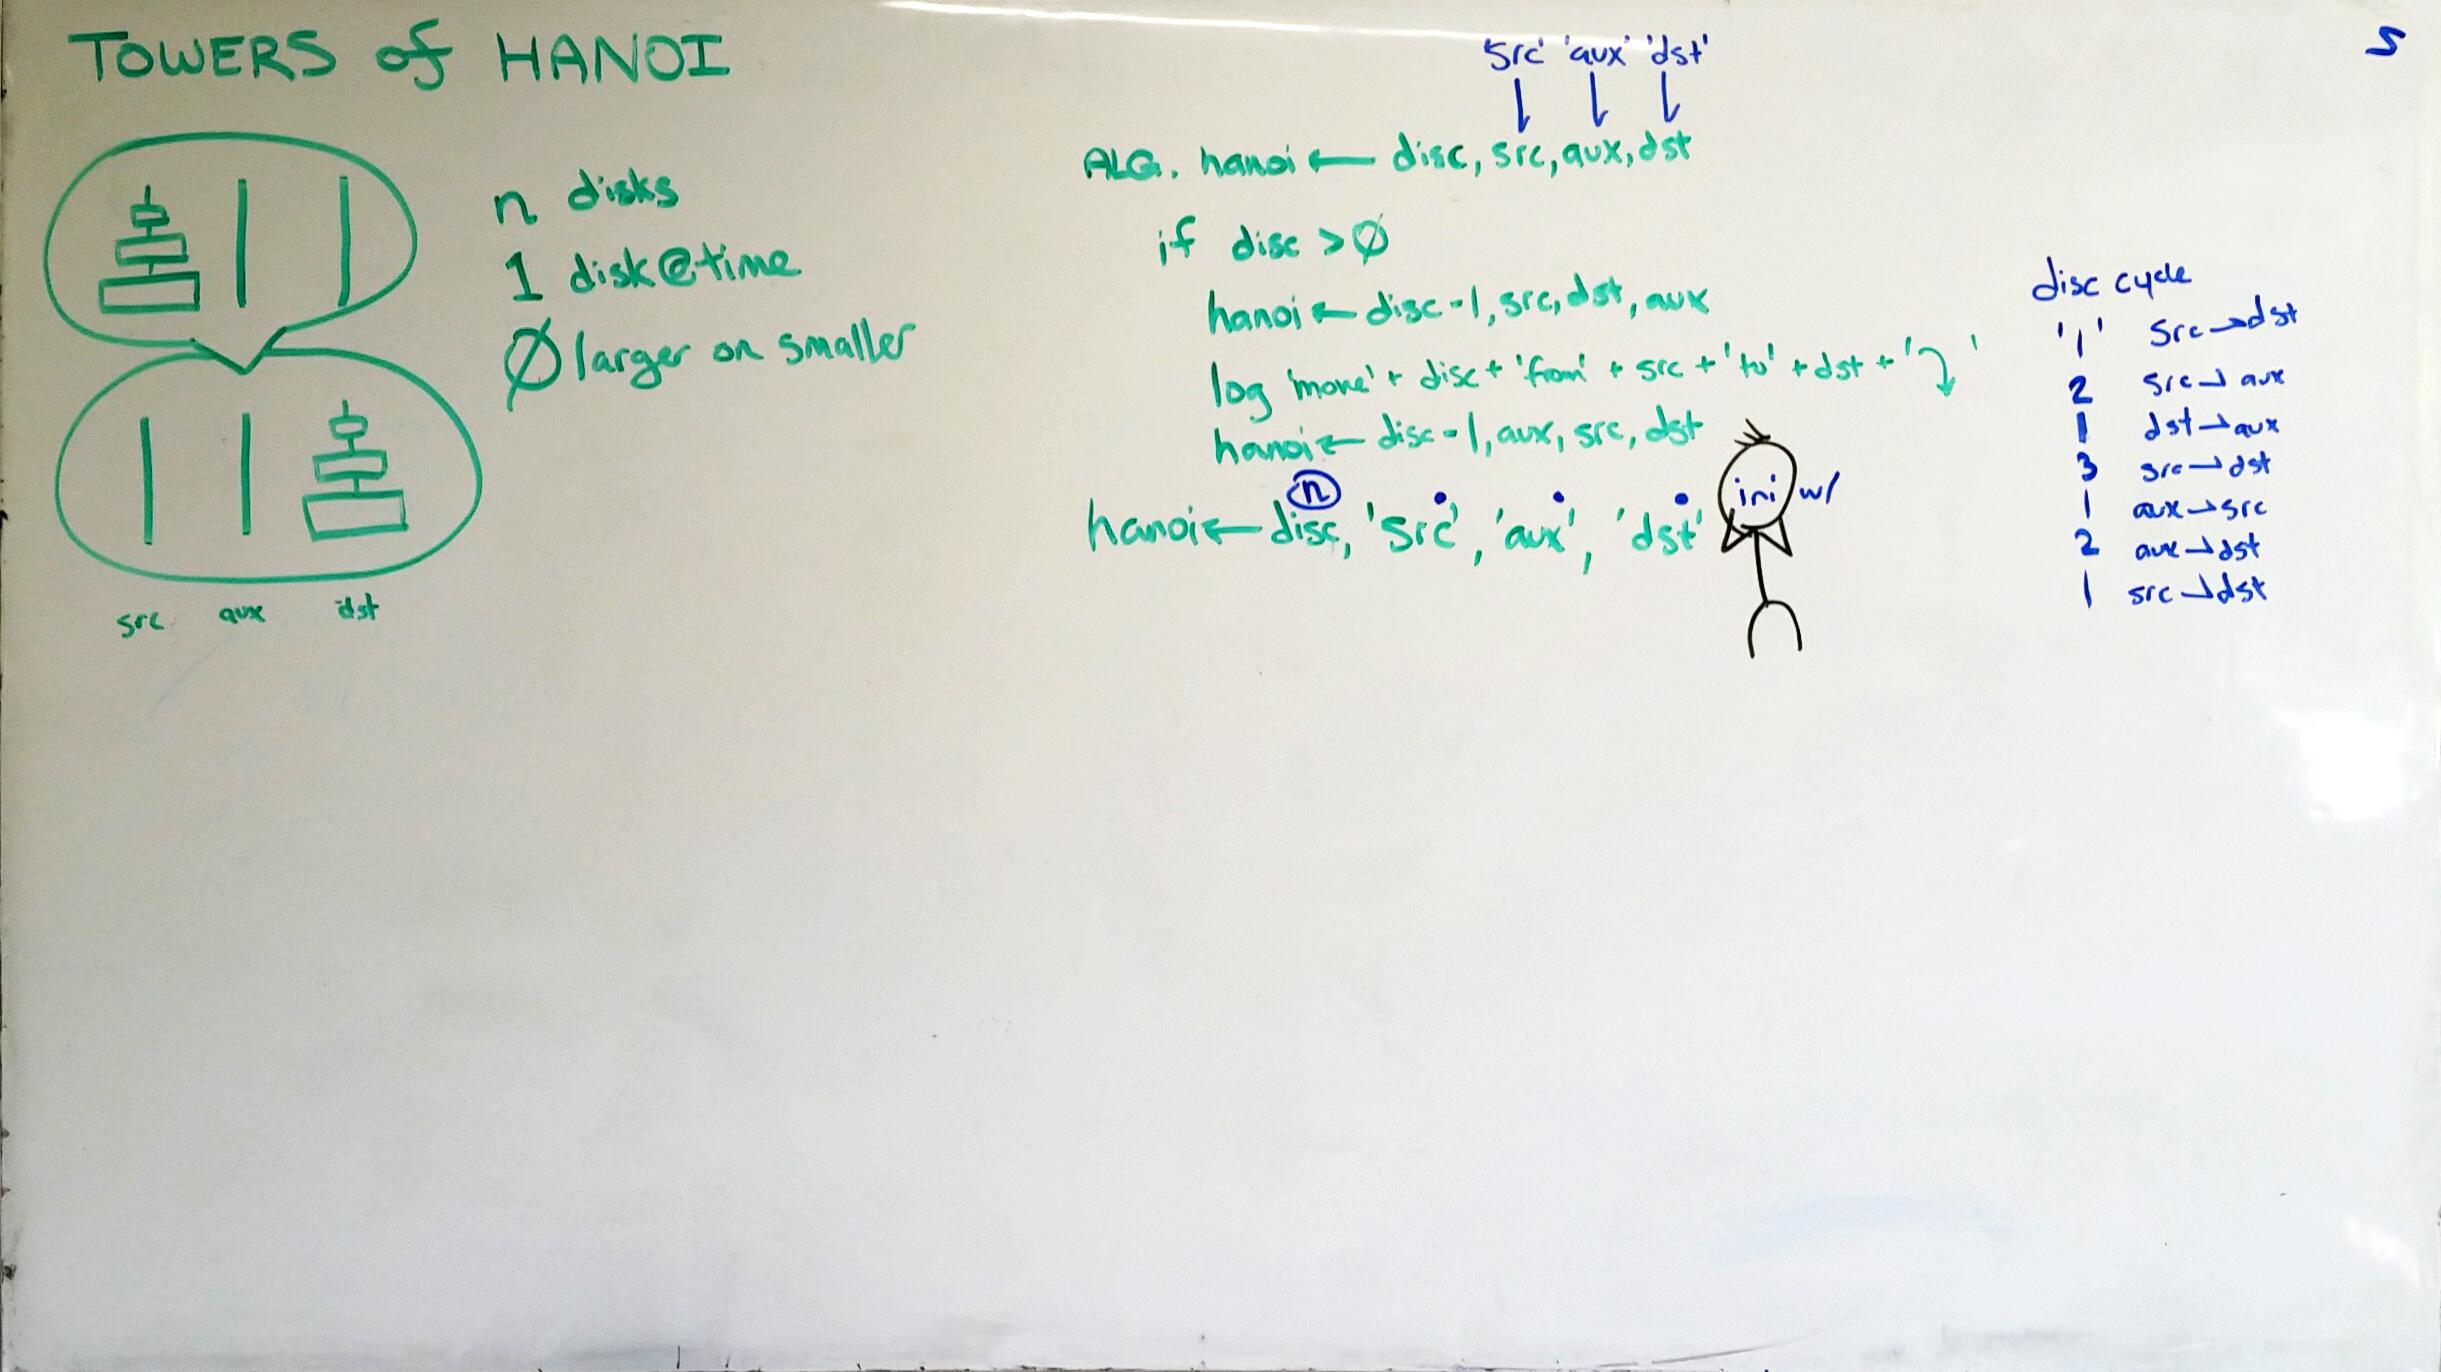 TOWERS of HANOI
n disks
1 disk@time
Ø larger on smaller
src aux dst
'src' 'aux' 'dst'
ALG. hanoi ← disc, src, aux, dst
if disc > Ø
hanoi ← disc - 1, src, dst, aux
log 'move' + disc + 'from' + src + 'to' + dst + ' '
hanoi ← disc - 1, aux, src, dst
n
hanoi ← disc, 'src', 'aux', 'dst'
ini w/
disc cycle
'1' src → dst
2 src → aux
1 dst → aux
3 src → dst
1 aux → src
2 aux → dst
1 src → dst